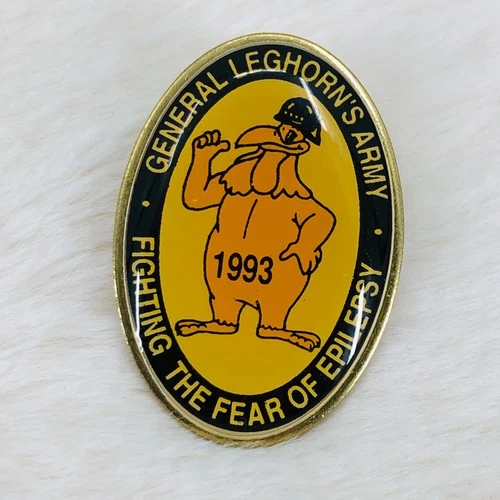 GENERAL LEGHORN'S ARMY
1993
• FIGHTING THE FEAR OF EPILEPSY •